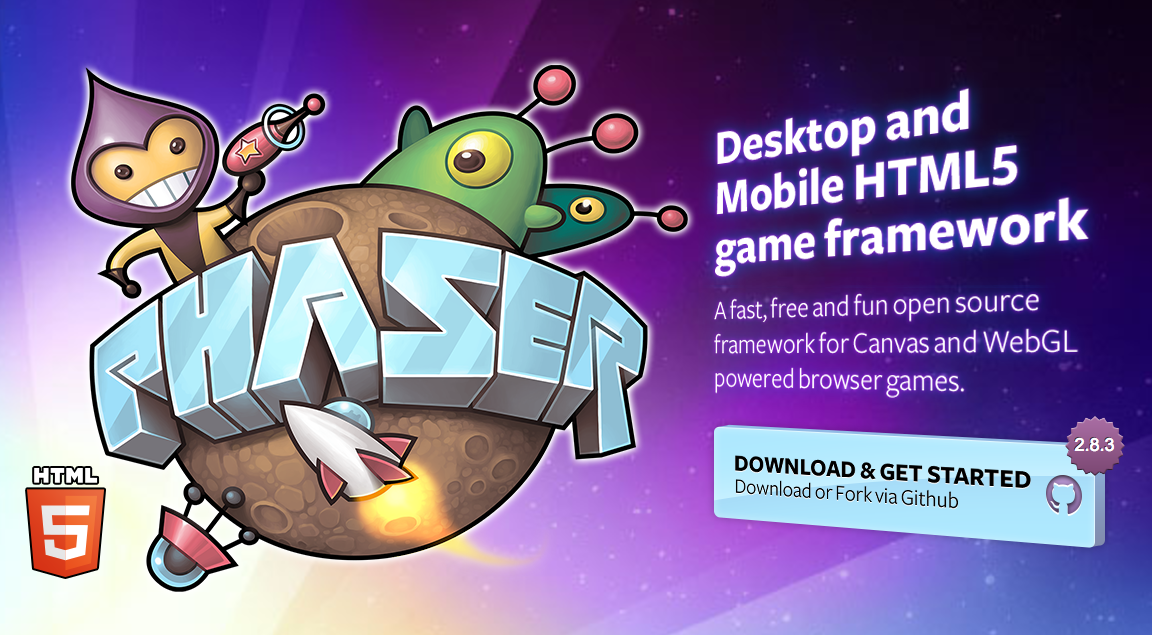 PHASER
Desktop and
Mobile HTML5
game framework
A fast, free and fun open source
framework for Canvas and WebGL
powered browser games.
2.8.3
DOWNLOAD & GET STARTED
Download or Fork via Github
HTML
5